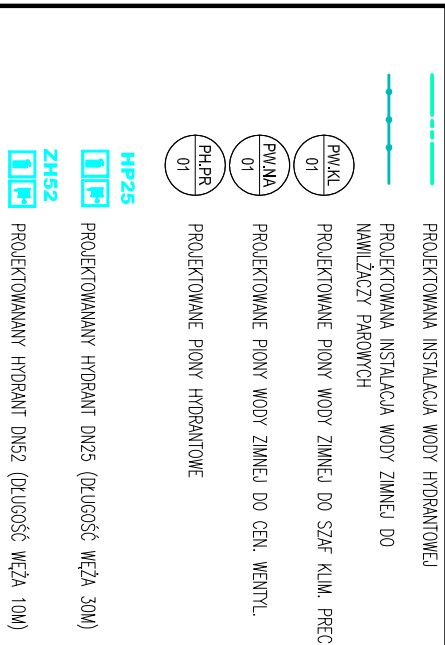 PROJEKTOWANA INSTALACJA WODY HYDRANTOWEJ
PROJEKTOWANA INSTALACJA WODY ZIMNEJ DO
NAWILŻACZY PAROWYCH
PW.KL
01
PROJEKTOWANE PIONY WODY ZIMNEJ DO SZAF KLIM. PREC
PW.NA
01
PROJEKTOWANE PIONY WODY ZIMNEJ DO CEN. WENTYL.
PH.PR
01
PROJEKTOWANE PIONY HYDRANTOWE
HP25
PROJEKTOWANANY HYDRANT DN25 (DŁUGOŚĆ WĘŻA 30M)
ZH52
PROJEKTOWANANY HYDRANT DN52 (DŁUGOŚĆ WĘŻA 10M)